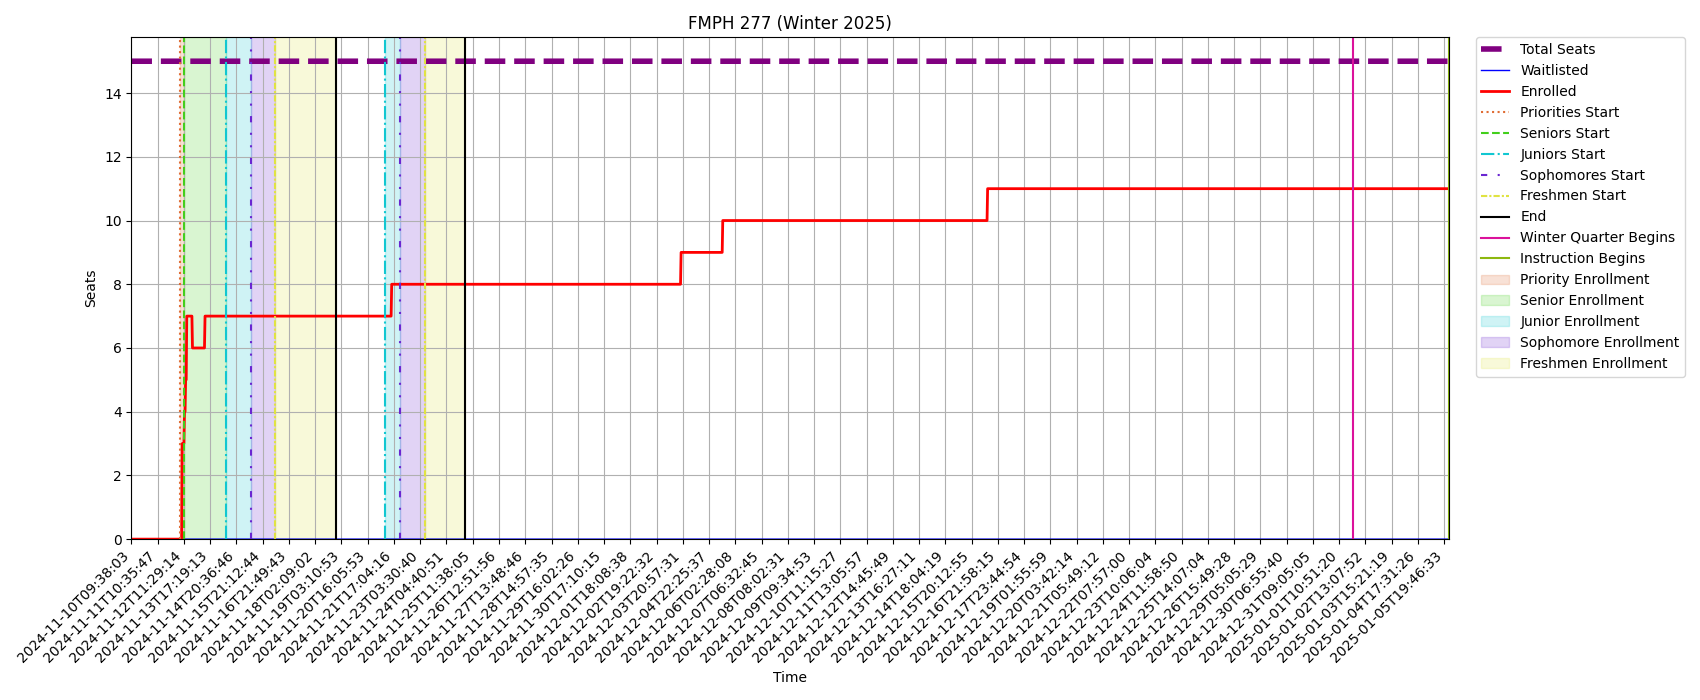 FMPH 277 (Winter 2025)
Seats
14
12
10
8
6
4
2
0
2024-11-10T09:38:03
2024-11-11T10:35:47
2024-11-12T11:29:14
2024-11-13T17:19:13
2024-11-14T20:36:46
2024-11-15T21:12:44
2024-11-16T21:49:43
2024-11-18T02:09:02
2024-11-19T03:10:53
2024-11-20T16:05:53
2024-11-21T17:04:16
2024-11-23T03:30:40
2024-11-24T04:40:51
2024-11-25T11:38:05
2024-11-26T12:51:56
2024-11-27T13:48:46
2024-11-28T14:57:35
2024-11-29T16:02:26
2024-11-30T17:10:15
2024-12-01T18:08:38
2024-12-02T19:22:32
2024-12-03T20:57:31
2024-12-04T22:25:37
2024-12-06T02:28:08
2024-12-07T06:32:45
2024-12-08T08:02:31
2024-12-09T09:34:53
2024-12-10T11:15:27
2024-12-11T13:05:57
2024-12-12T14:45:49
2024-12-13T16:27:11
2024-12-14T18:04:19
2024-12-15T20:12:55
2024-12-16T21:58:15
2024-12-17T23:44:54
2024-12-19T01:55:59
2024-12-20T03:42:14
2024-12-21T05:49:12
2024-12-22T07:57:00
2024-12-23T10:06:04
2024-12-24T11:58:50
2024-12-25T14:07:04
2024-12-26T15:49:28
2024-12-29T05:05:29
2024-12-30T06:55:40
2024-12-31T09:05:05
2025-01-01T10:51:20
2025-01-02T13:07:52
2025-01-03T15:21:19
2025-01-04T17:31:26
2025-01-05T19:46:33
Time
Total Seats
Waitlisted
Enrolled
Priorities Start
Seniors Start
Juniors Start
Sophomores Start
Freshmen Start
End
Winter Quarter Begins
Instruction Begins
Priority Enrollment
Senior Enrollment
Junior Enrollment
Sophomore Enrollment
Freshmen Enrollment